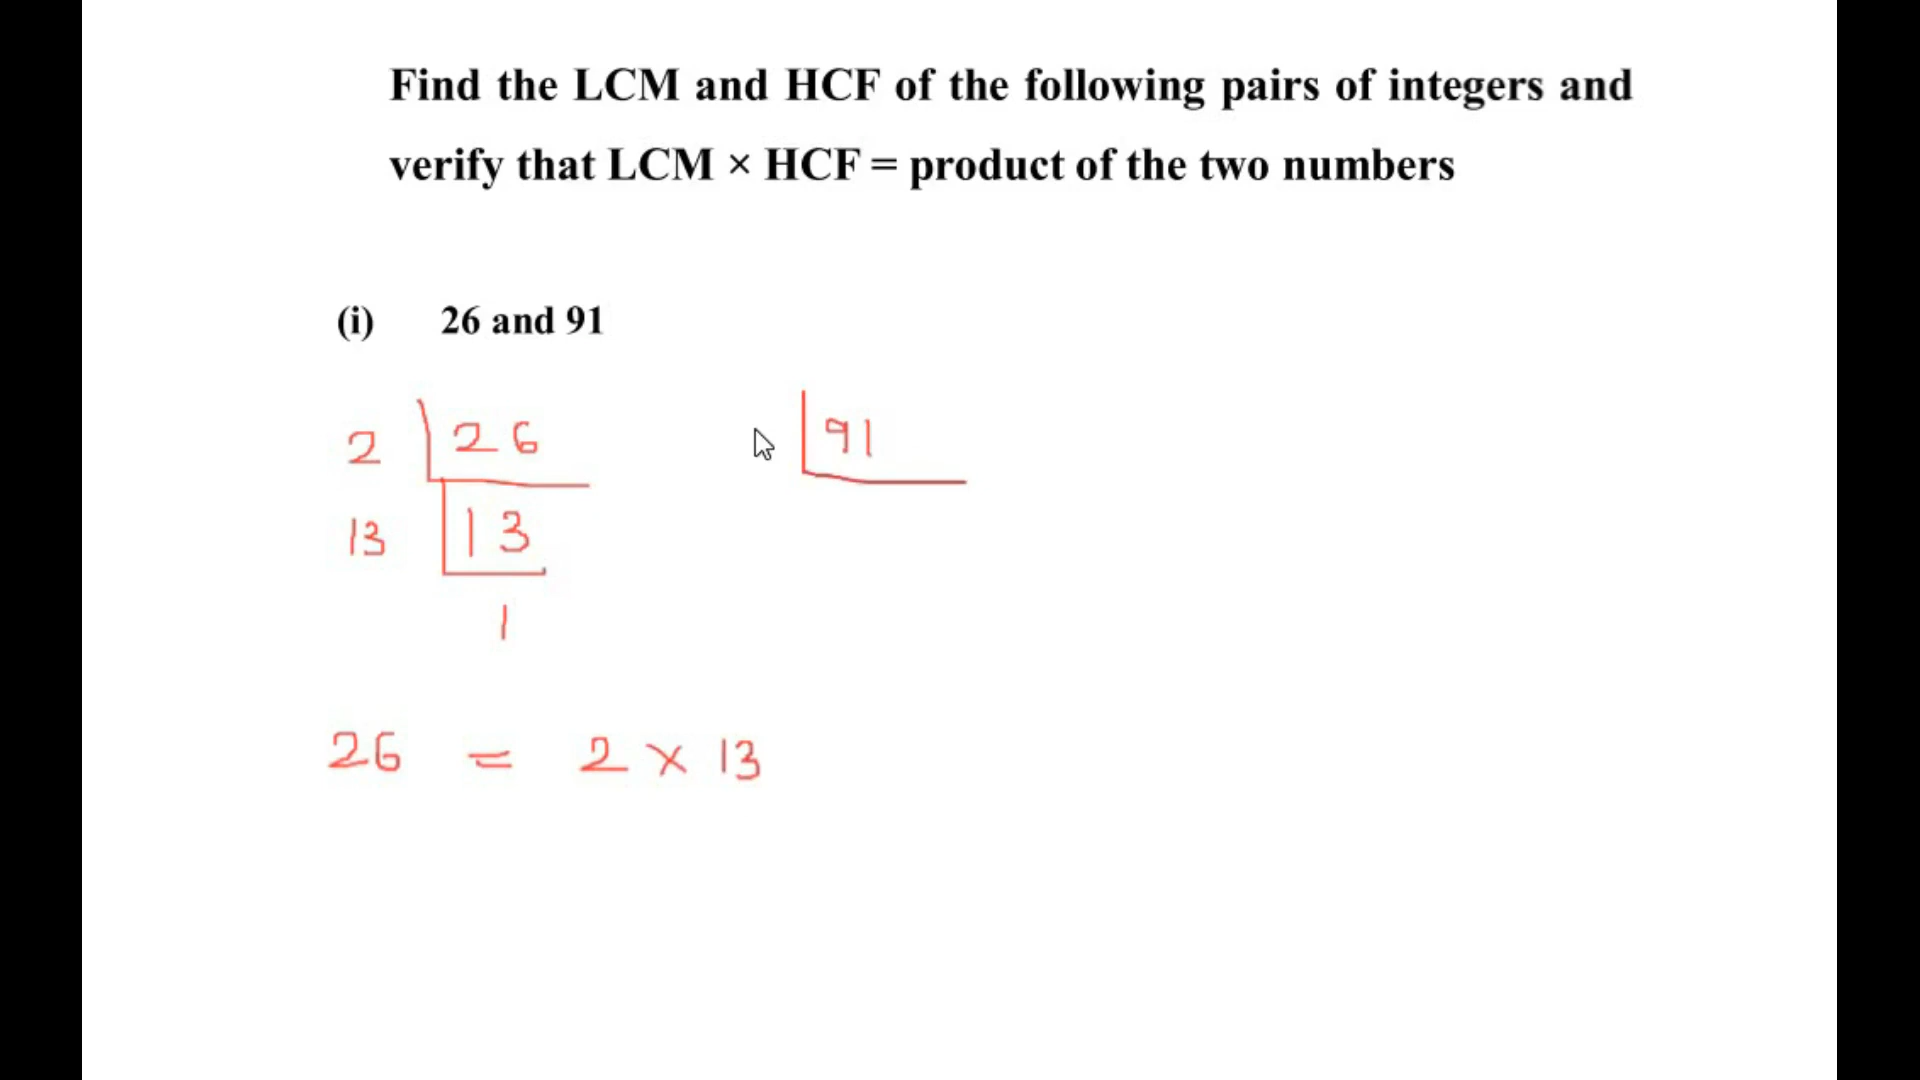 Find the LCM and HCF of the following pairs of integers and
verify that LCM × HCF = product of the two numbers
(i) 26 and 91
2 26 91
13 13
1
26 = 2 × 13